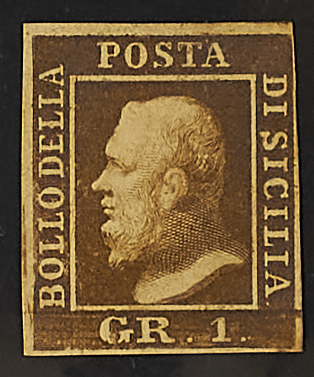 BOLLO DELLA
POSTA
DI SICILIA
GR. 1.